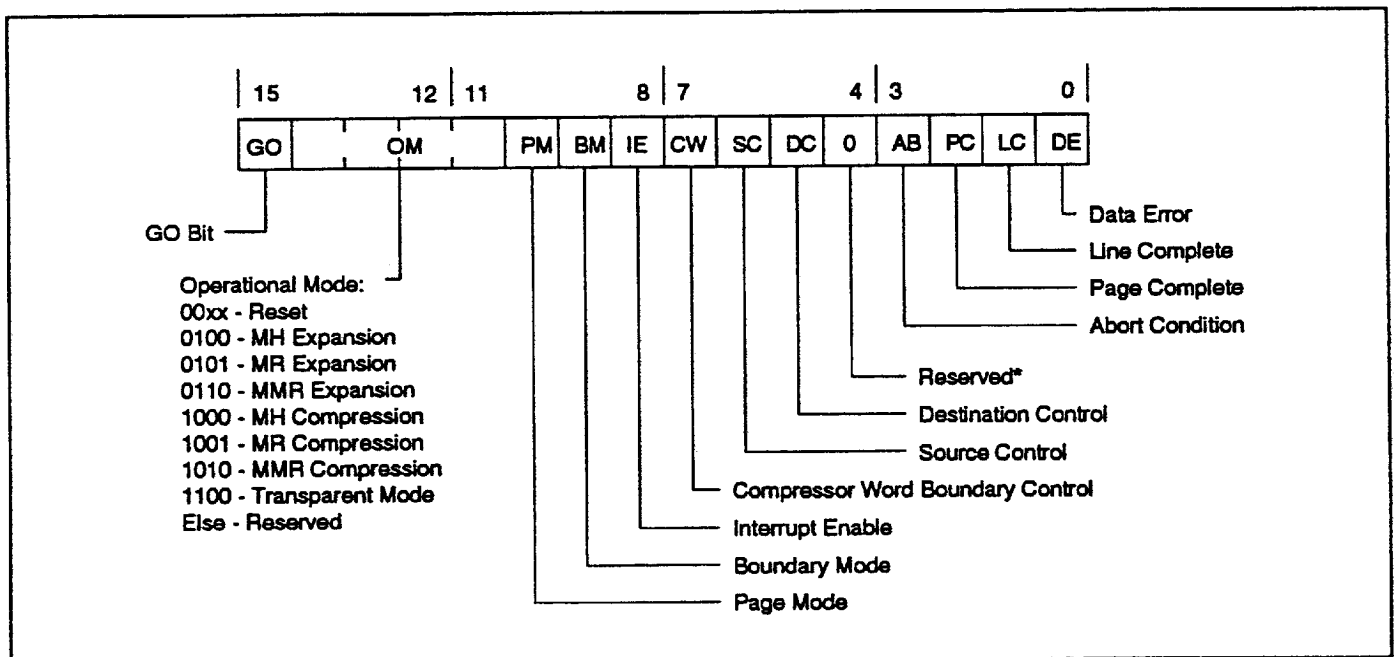 15 12 11 8 7 4 3 0
GO OM PM BM IE CW SC DC 0 AB PC LC DE
GO Bit
Operational Mode:
00xx - Reset
0100 - MH Expansion
0101 - MR Expansion
0110 - MMR Expansion
1000 - MH Compression
1001 - MR Compression
1010 - MMR Compression
1100 - Transparent Mode
Else - Reserved
Data Error
Line Complete
Page Complete
Abort Condition
Reserved*
Destination Control
Source Control
Compressor Word Boundary Control
Interrupt Enable
Boundary Mode
Page Mode